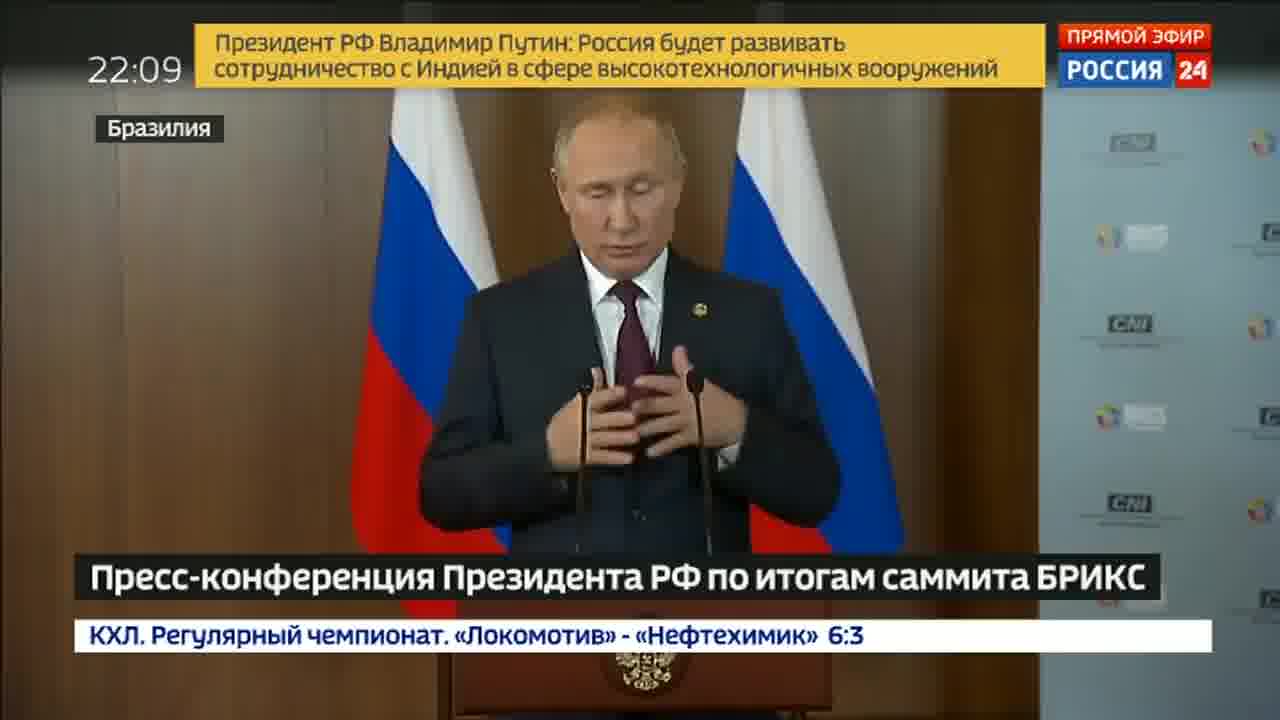 22:09
Президент РФ Владимир Путин: Россия будет развивать
сотрудничество с Индией в сфере высокотехнологичных вооружений
ПРЯМОЙ ЭФИР
РОССИЯ 24
Бразилия
CNI
CNI
CNI
Пресс-конференция Президента РФ по итогам саммита БРИКС
КХЛ. Регулярный чемпионат. «Локомотив» - «Нефтехимик» 6:3